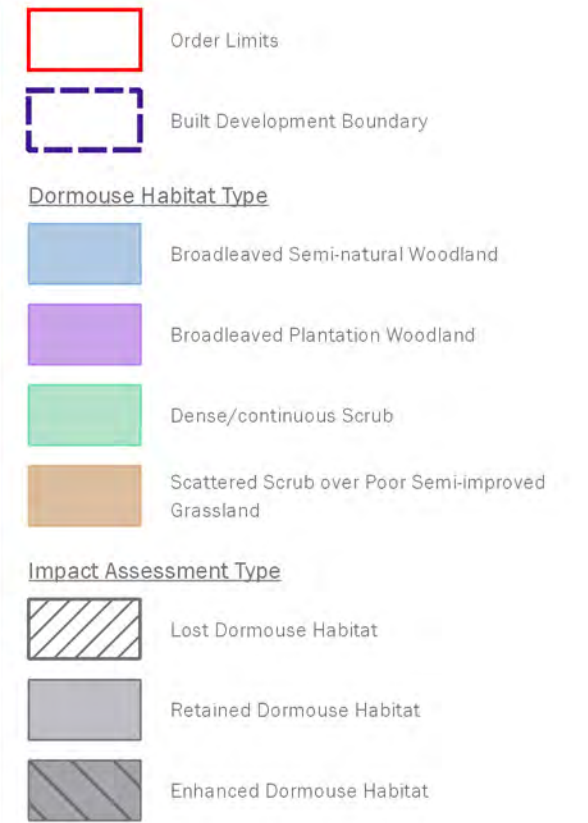 Order Limits
Built Development Boundary
Dormouse Habitat Type
Broadleaved Semi-natural Woodland
Broadleaved Plantation Woodland
Dense/continuous Scrub
Scattered Scrub over Poor Semi-improved
Grassland
Impact Assessment Type
Lost Dormouse Habitat
Retained Dormouse Habitat
Enhanced Dormouse Habitat